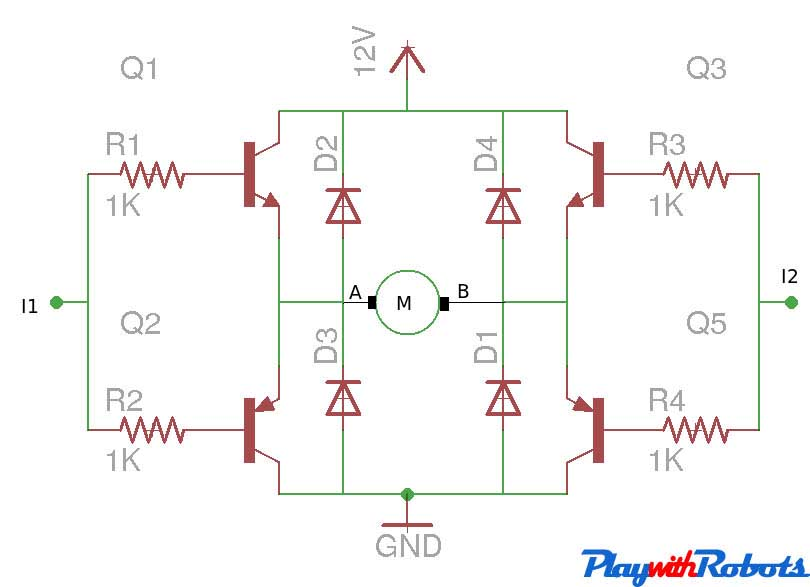 12V
Q1
Q3
R1
D2
D4
R3
1K
1K
I1
A
M
B
I2
Q2
D3
D1
Q5
R2
R4
1K
1K
GND
PlaywithRobots